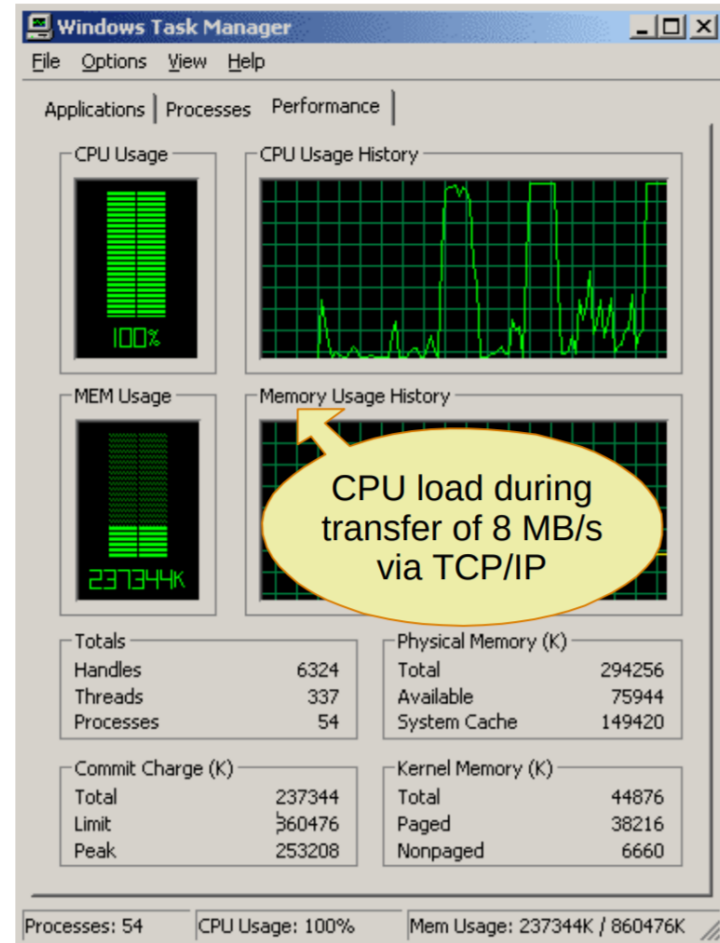 Windows Task Manager
File Options View Help
Applications Processes Performance
CPU Usage
CPU Usage History
100%
MEM Usage
Memory Usage History
237344K
CPU load during
transfer of 8 MB/s
via TCP/IP
Totals
Handles 6324
Threads 337
Processes 54
Physical Memory (K)
Total 294256
Available 75944
System Cache 149420
Commit Charge (K)
Total 237344
Limit 860476
Peak 253208
Kernel Memory (K)
Total 44876
Paged 38216
Nonpaged 6660
Processes: 54 CPU Usage: 100% Mem Usage: 237344K / 860476K